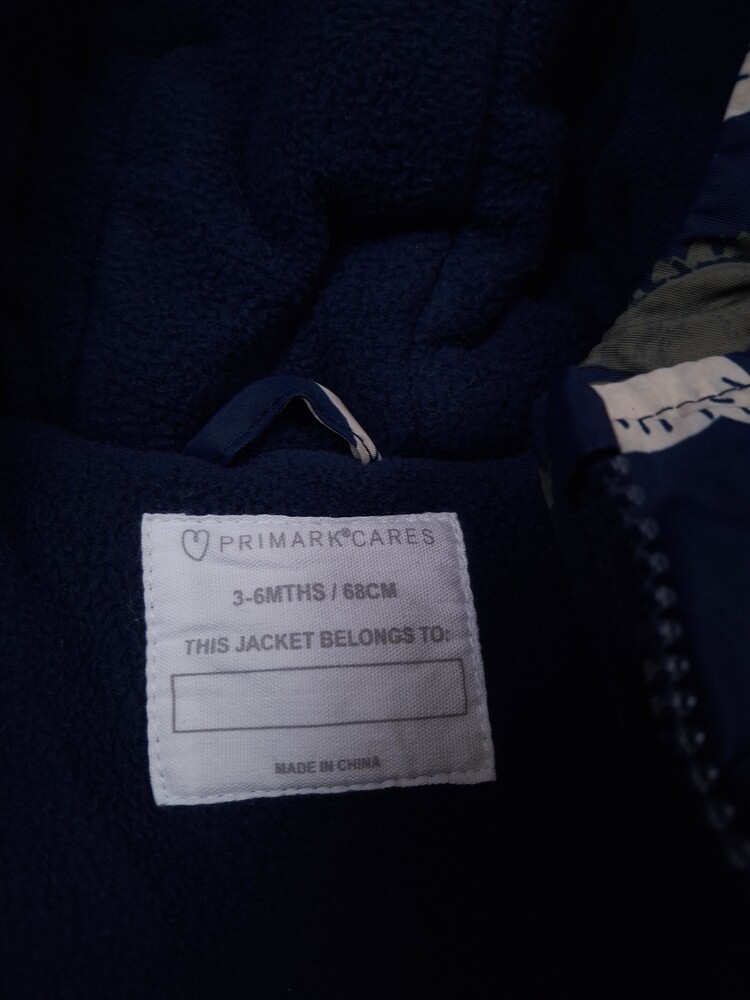 PRIMARK®CARES
3-6MTHS / 68CM
THIS JACKET BELONGS TO:
MADE IN CHINA